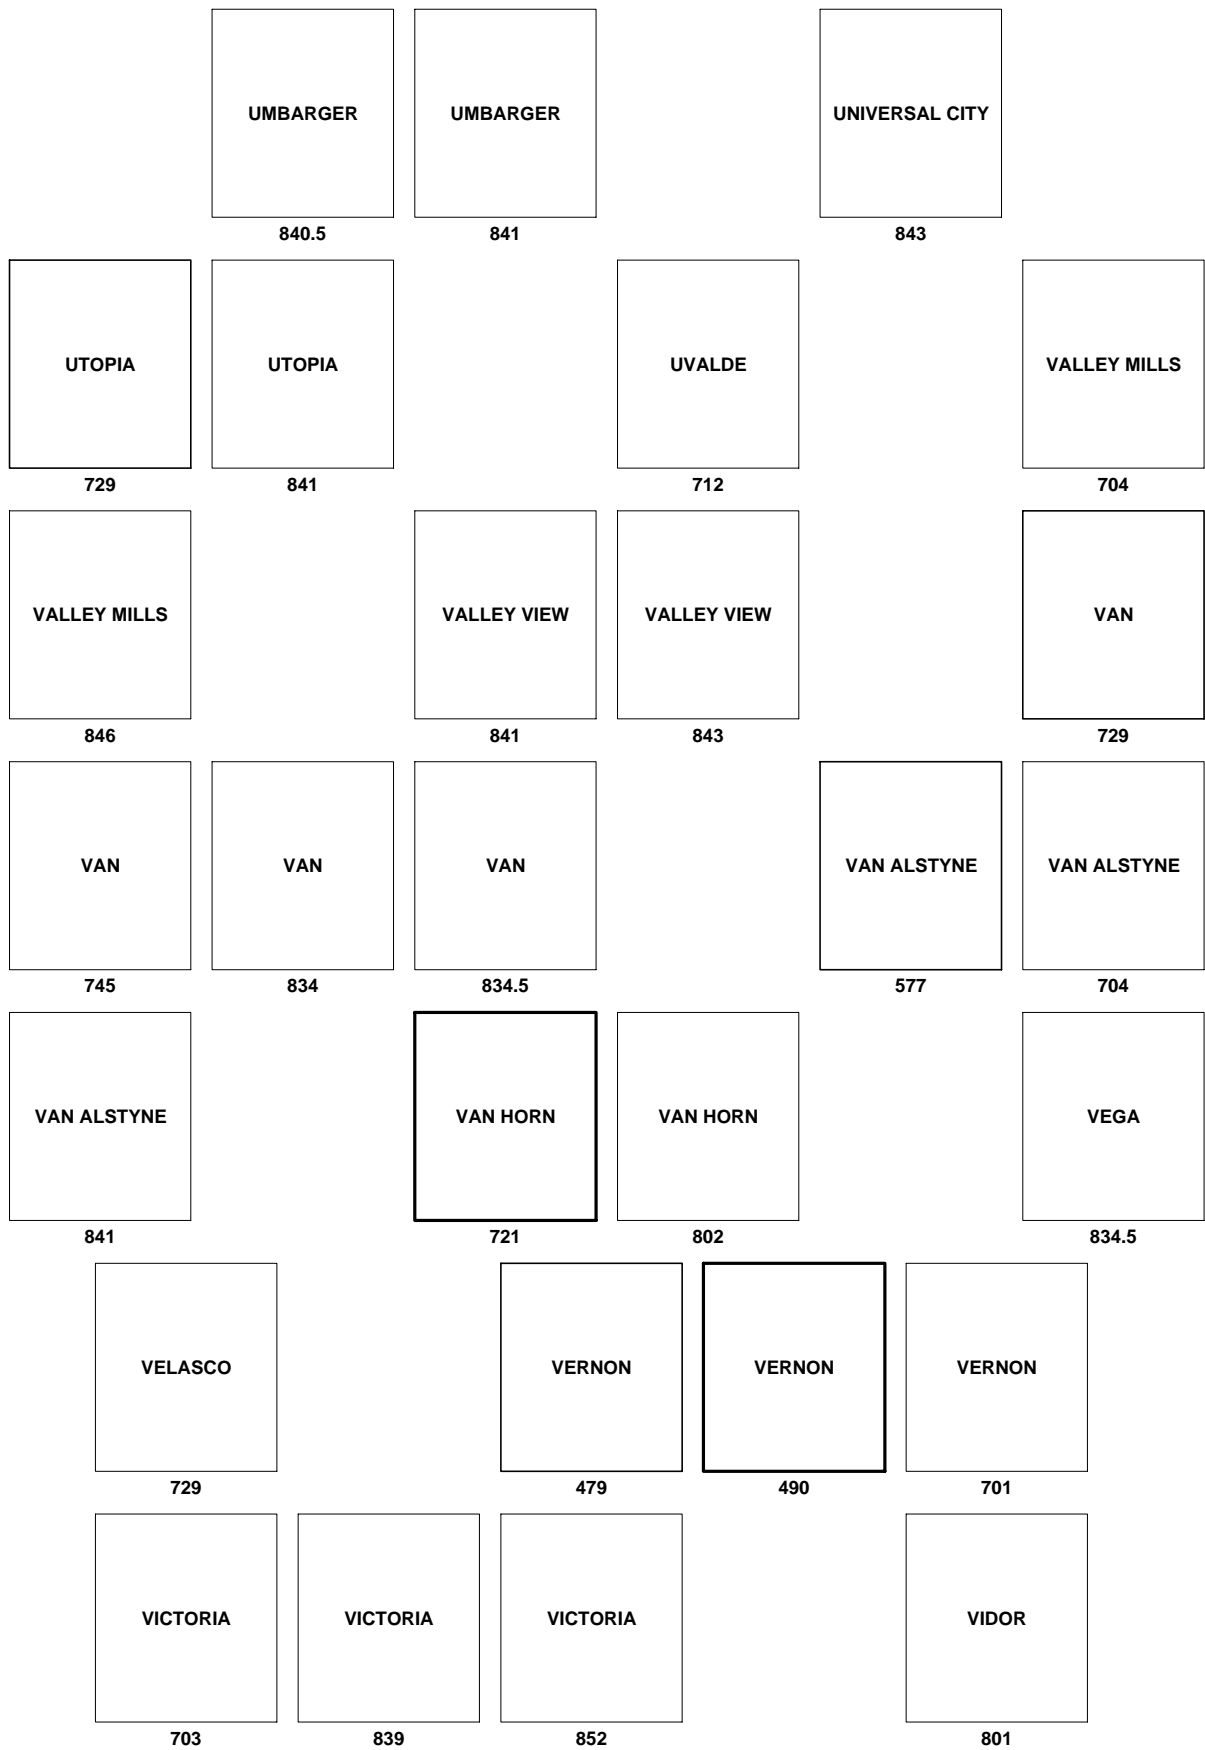 UMBARGER UMBARGER UNIVERSAL CITY
840.5 841 843
UTOPIA UTOPIA UVALDE VALLEY MILLS
729 841 712 704
VALLEY MILLS VALLEY VIEW VALLEY VIEW VAN
846 841 843 729
VAN VAN VAN VAN ALSTYNE VAN ALSTYNE
745 834 834.5 577 704
VAN ALSTYNE VAN HORN VAN HORN VEGA
841 721 802 834.5
VELASCO VERNON VERNON VERNON
729 479 490 701
VICTORIA VICTORIA VICTORIA VIDOR
703 839 852 801